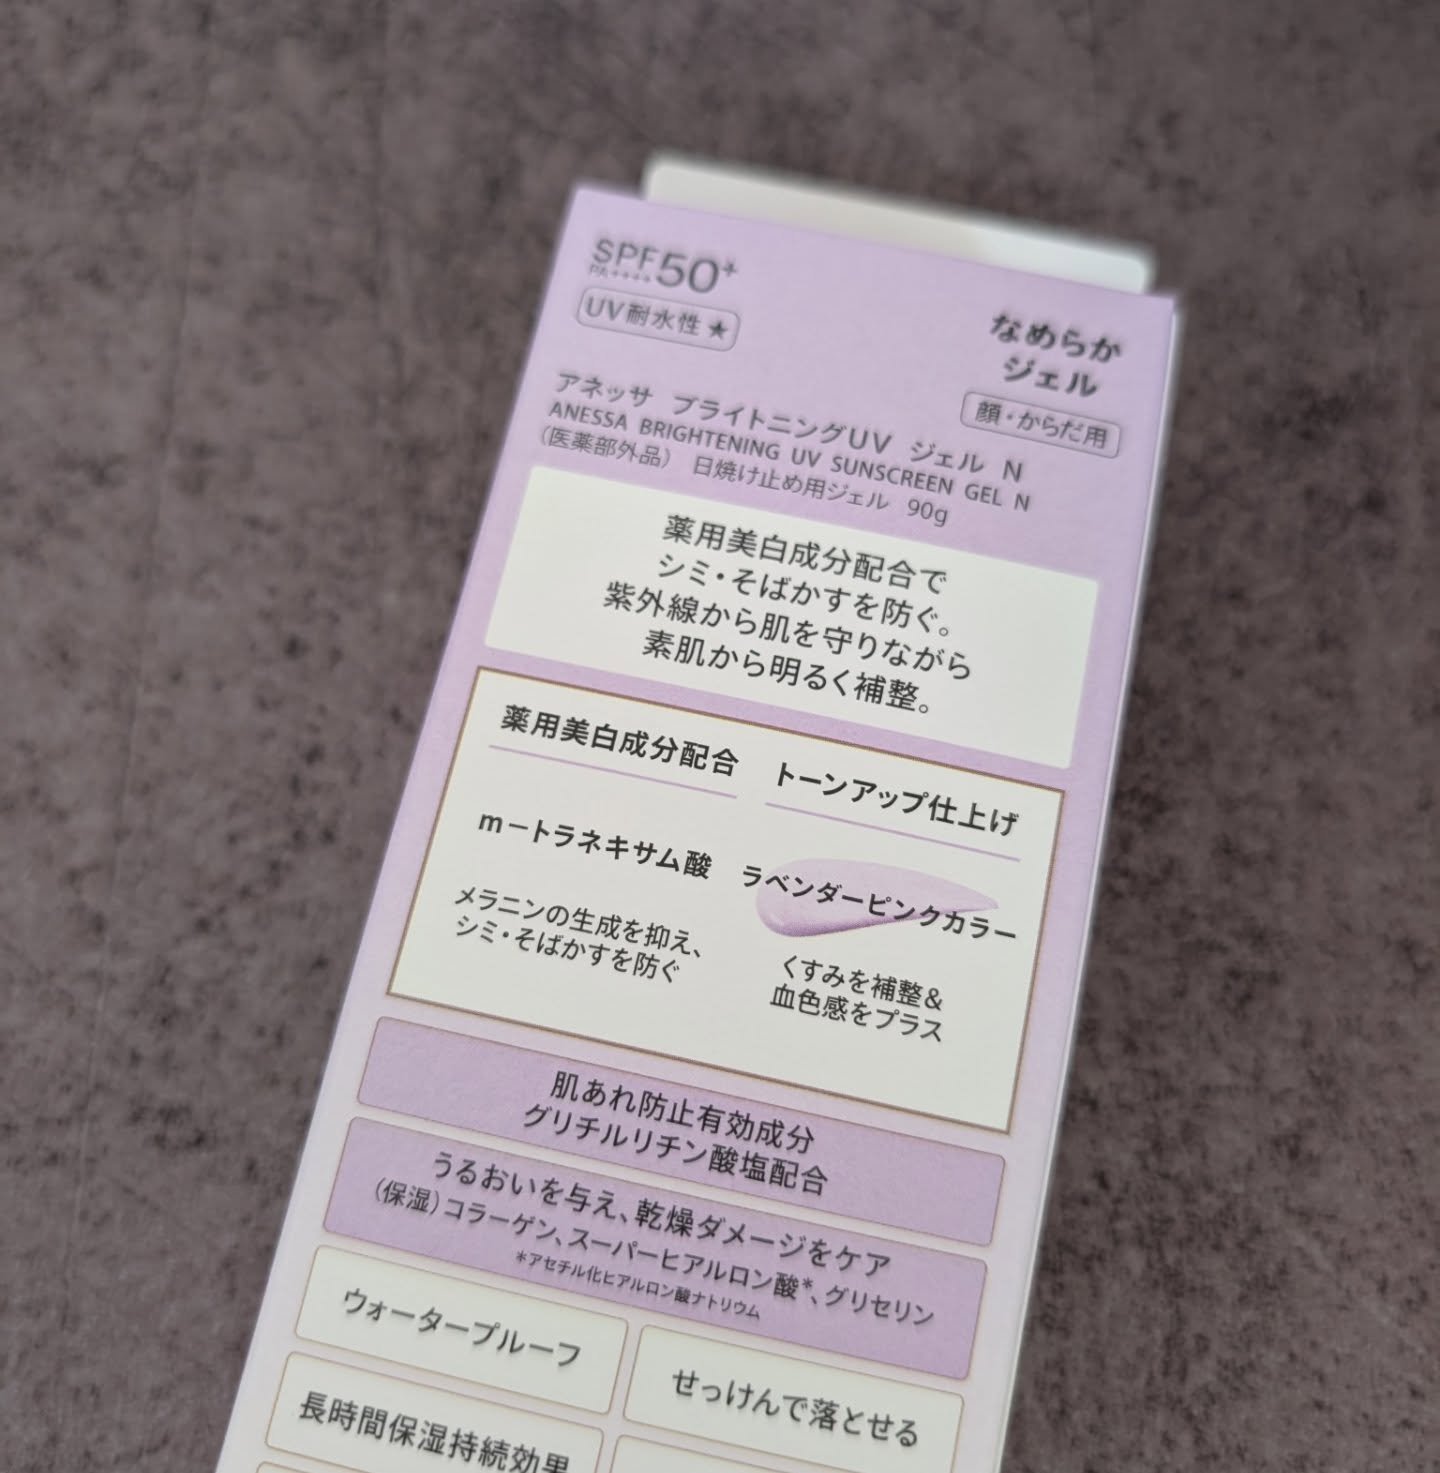 SPF50+
PA++++
UV耐水性★
なめらか
ジェル
顔・からだ用
アネッサ ブライトニングUV ジェル N
ANESSA BRIGHTENING UV SUNSCREEN GEL N
(医薬部外品) 日焼け止め用ジェル 90g
薬用美白成分配合で
シミ・そばかすを防ぐ。
紫外線から肌を守りながら
素肌から明るく補整。
薬用美白成分配合
m－トラネキサム酸
メラニンの生成を抑え、
シミ・そばかすを防ぐ
トーンアップ仕上げ
ラベンダーピンクカラー
くすみを補整&
血色感をプラス
肌あれ防止有効成分
グリチルリチン酸塩配合
うるおいを与え、乾燥ダメージをケア
(保湿)コラーゲン、スーパーヒアルロン酸*、グリセリン
*アセチル化ヒアルロン酸ナトリウム
ウォータープルーフ
せっけんで落とせる
長時間保湿持続効果